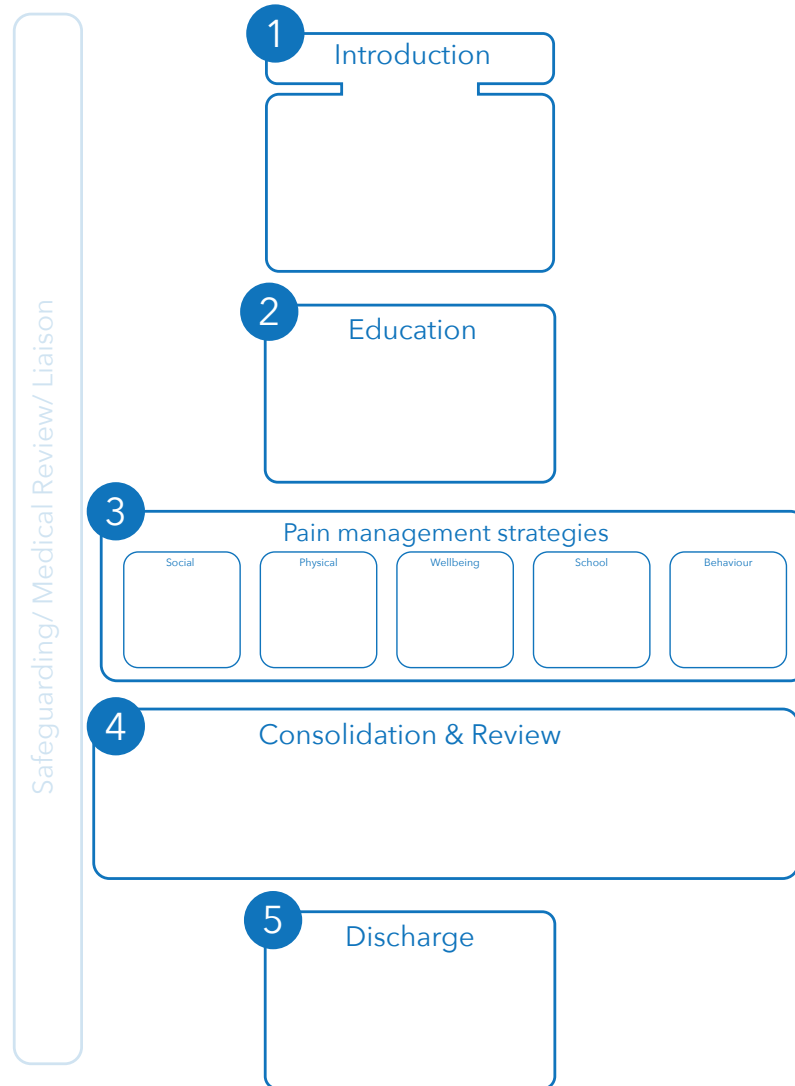 Safeguarding/ Medical Review/ Liaison
1
Introduction
2
Education
3
Pain management strategies
Social
Physical
Wellbeing
School
Behaviour
4
Consolidation & Review
5
Discharge